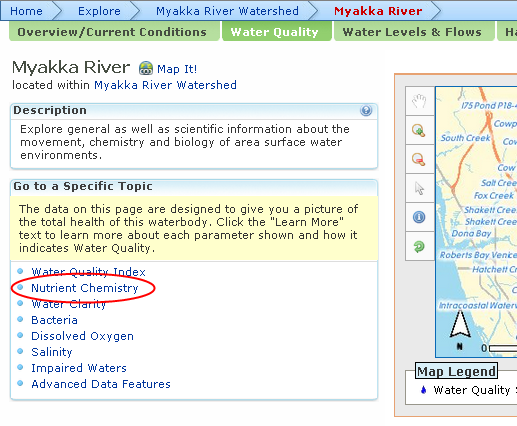 Home Explore Myakka River Watershed Myakka River
Overview/Current Conditions Water Quality Water Levels & Flows Ha
Myakka River Map It!
located within Myakka River Watershed
Description
Explore general as well as scientific information about the
movement, chemistry and biology of area surface water
environments.
Go to a Specific Topic
The data on this page are designed to give you a picture of
the total health of this waterbody. Click the "Learn More"
text to learn more about each parameter shown and how it
indicates Water Quality.
Water Quality Index
Nutrient Chemistry
Water Clarity
Bacteria
Dissolved Oxygen
Salinity
Impaired Waters
Advanced Data Features
I75 Pond P18-4
Cowp
South Creek
Cow
Salt Cree
Fox Creek
Shakett Creek
Shakett Cree
Dona Bay
Roberts Bay Venice
Hatchett C
Intracoastal Waterw
N
0
Map Legend
Water Quality S